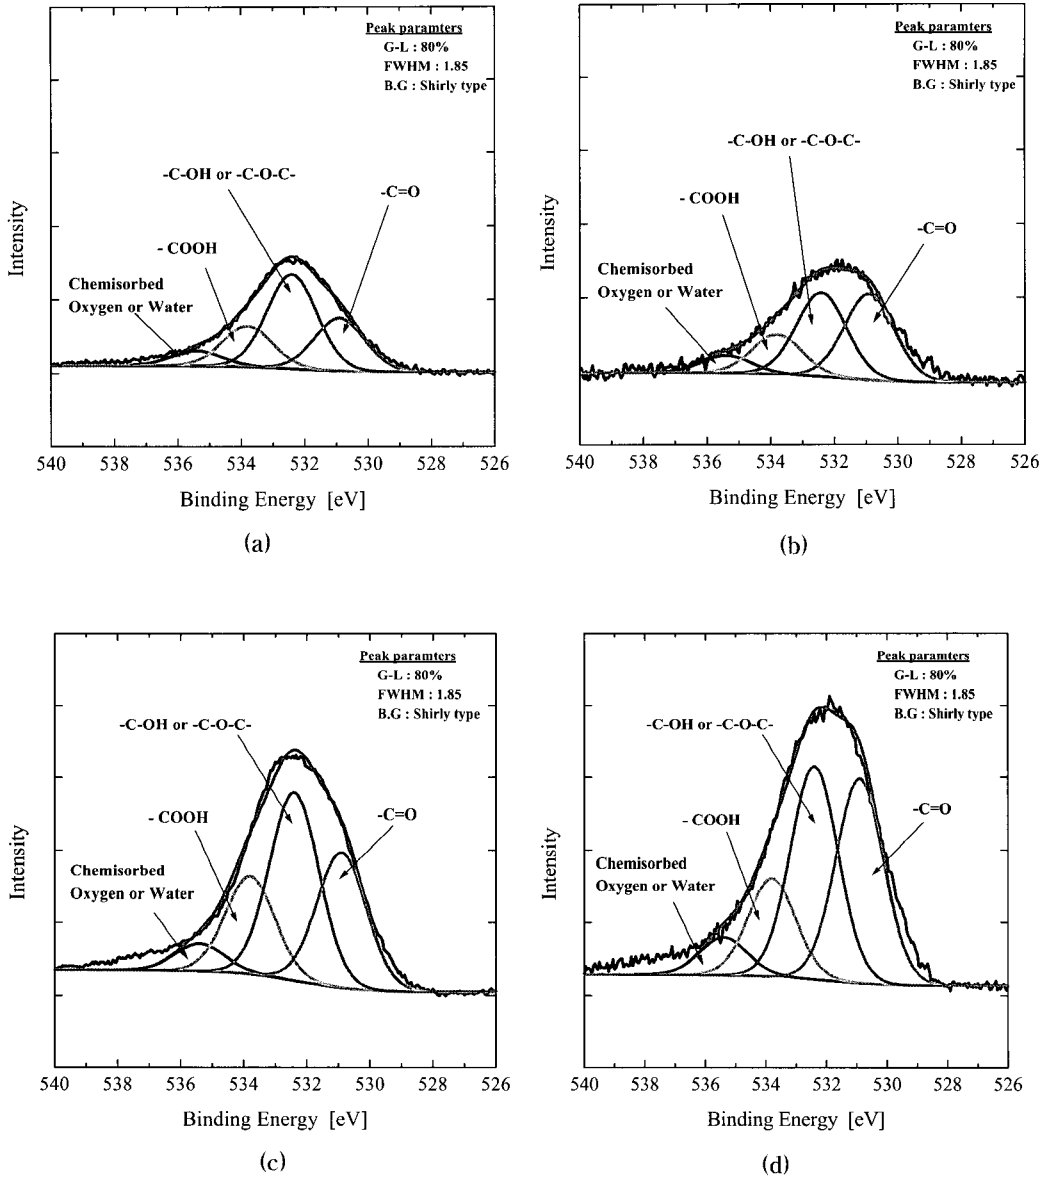 Peak paramters
G-L : 80%
FWHM : 1.85
B.G : Shirly type
-C-OH or -C-O-C-
-C=O
- COOH
Chemisorbed
Oxygen or Water
Intensity
540 538 536 534 532 530 528 526
Binding Energy [eV]
(a)
Peak paramters
G-L : 80%
FWHM : 1.85
B.G : Shirly type
-C-OH or -C-O-C-
- COOH
-C=O
Chemisorbed
Oxygen or Water
Intensity
540 538 536 534 532 530 528 526
Binding Energy [eV]
(b)
Peak paramters
G-L : 80%
FWHM : 1.85
B.G : Shirly type
-C-OH or -C-O-C-
- COOH
-C=O
Chemisorbed
Oxygen or Water
Intensity
540 538 536 534 532 530 528 526
Binding Energy [eV]
(c)
Peak paramters
G-L : 80%
FWHM : 1.85
B.G : Shirly type
-C-OH or -C-O-C-
-C=O
- COOH
Chemisorbed
Oxygen or Water
Intensity
540 538 536 534 532 530 528 526
Binding Energy [eV]
(d)